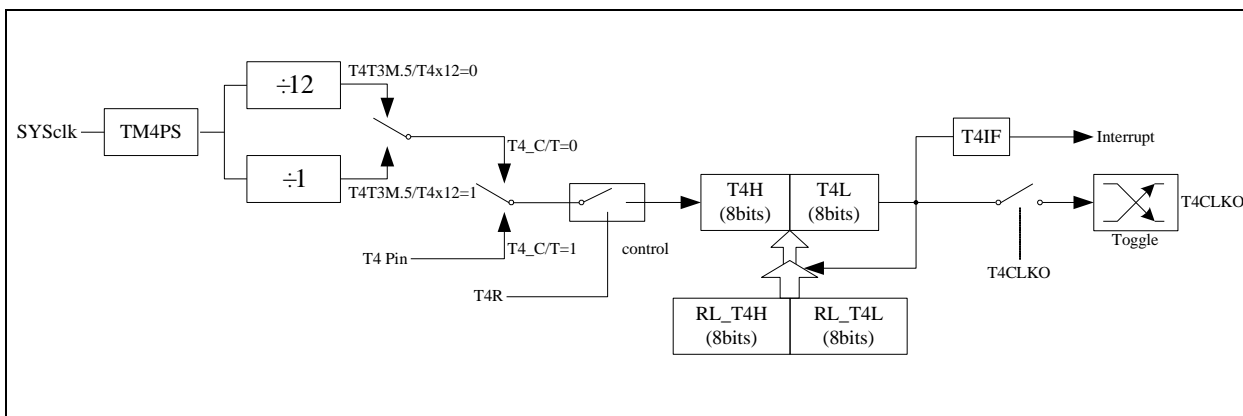 T4T3M.5/T4x12=0
÷12
SYSclk
TM4PS
T4_C/T=0
T4IF
Interrupt
÷1
T4T3M.5/T4x12=1
T4H
(8bits)
T4L
(8bits)
T4CLKO
Toggle
T4 Pin
T4_C/T=1
control
T4R
T4CLKO
RL_T4H
(8bits)
RL_T4L
(8bits)